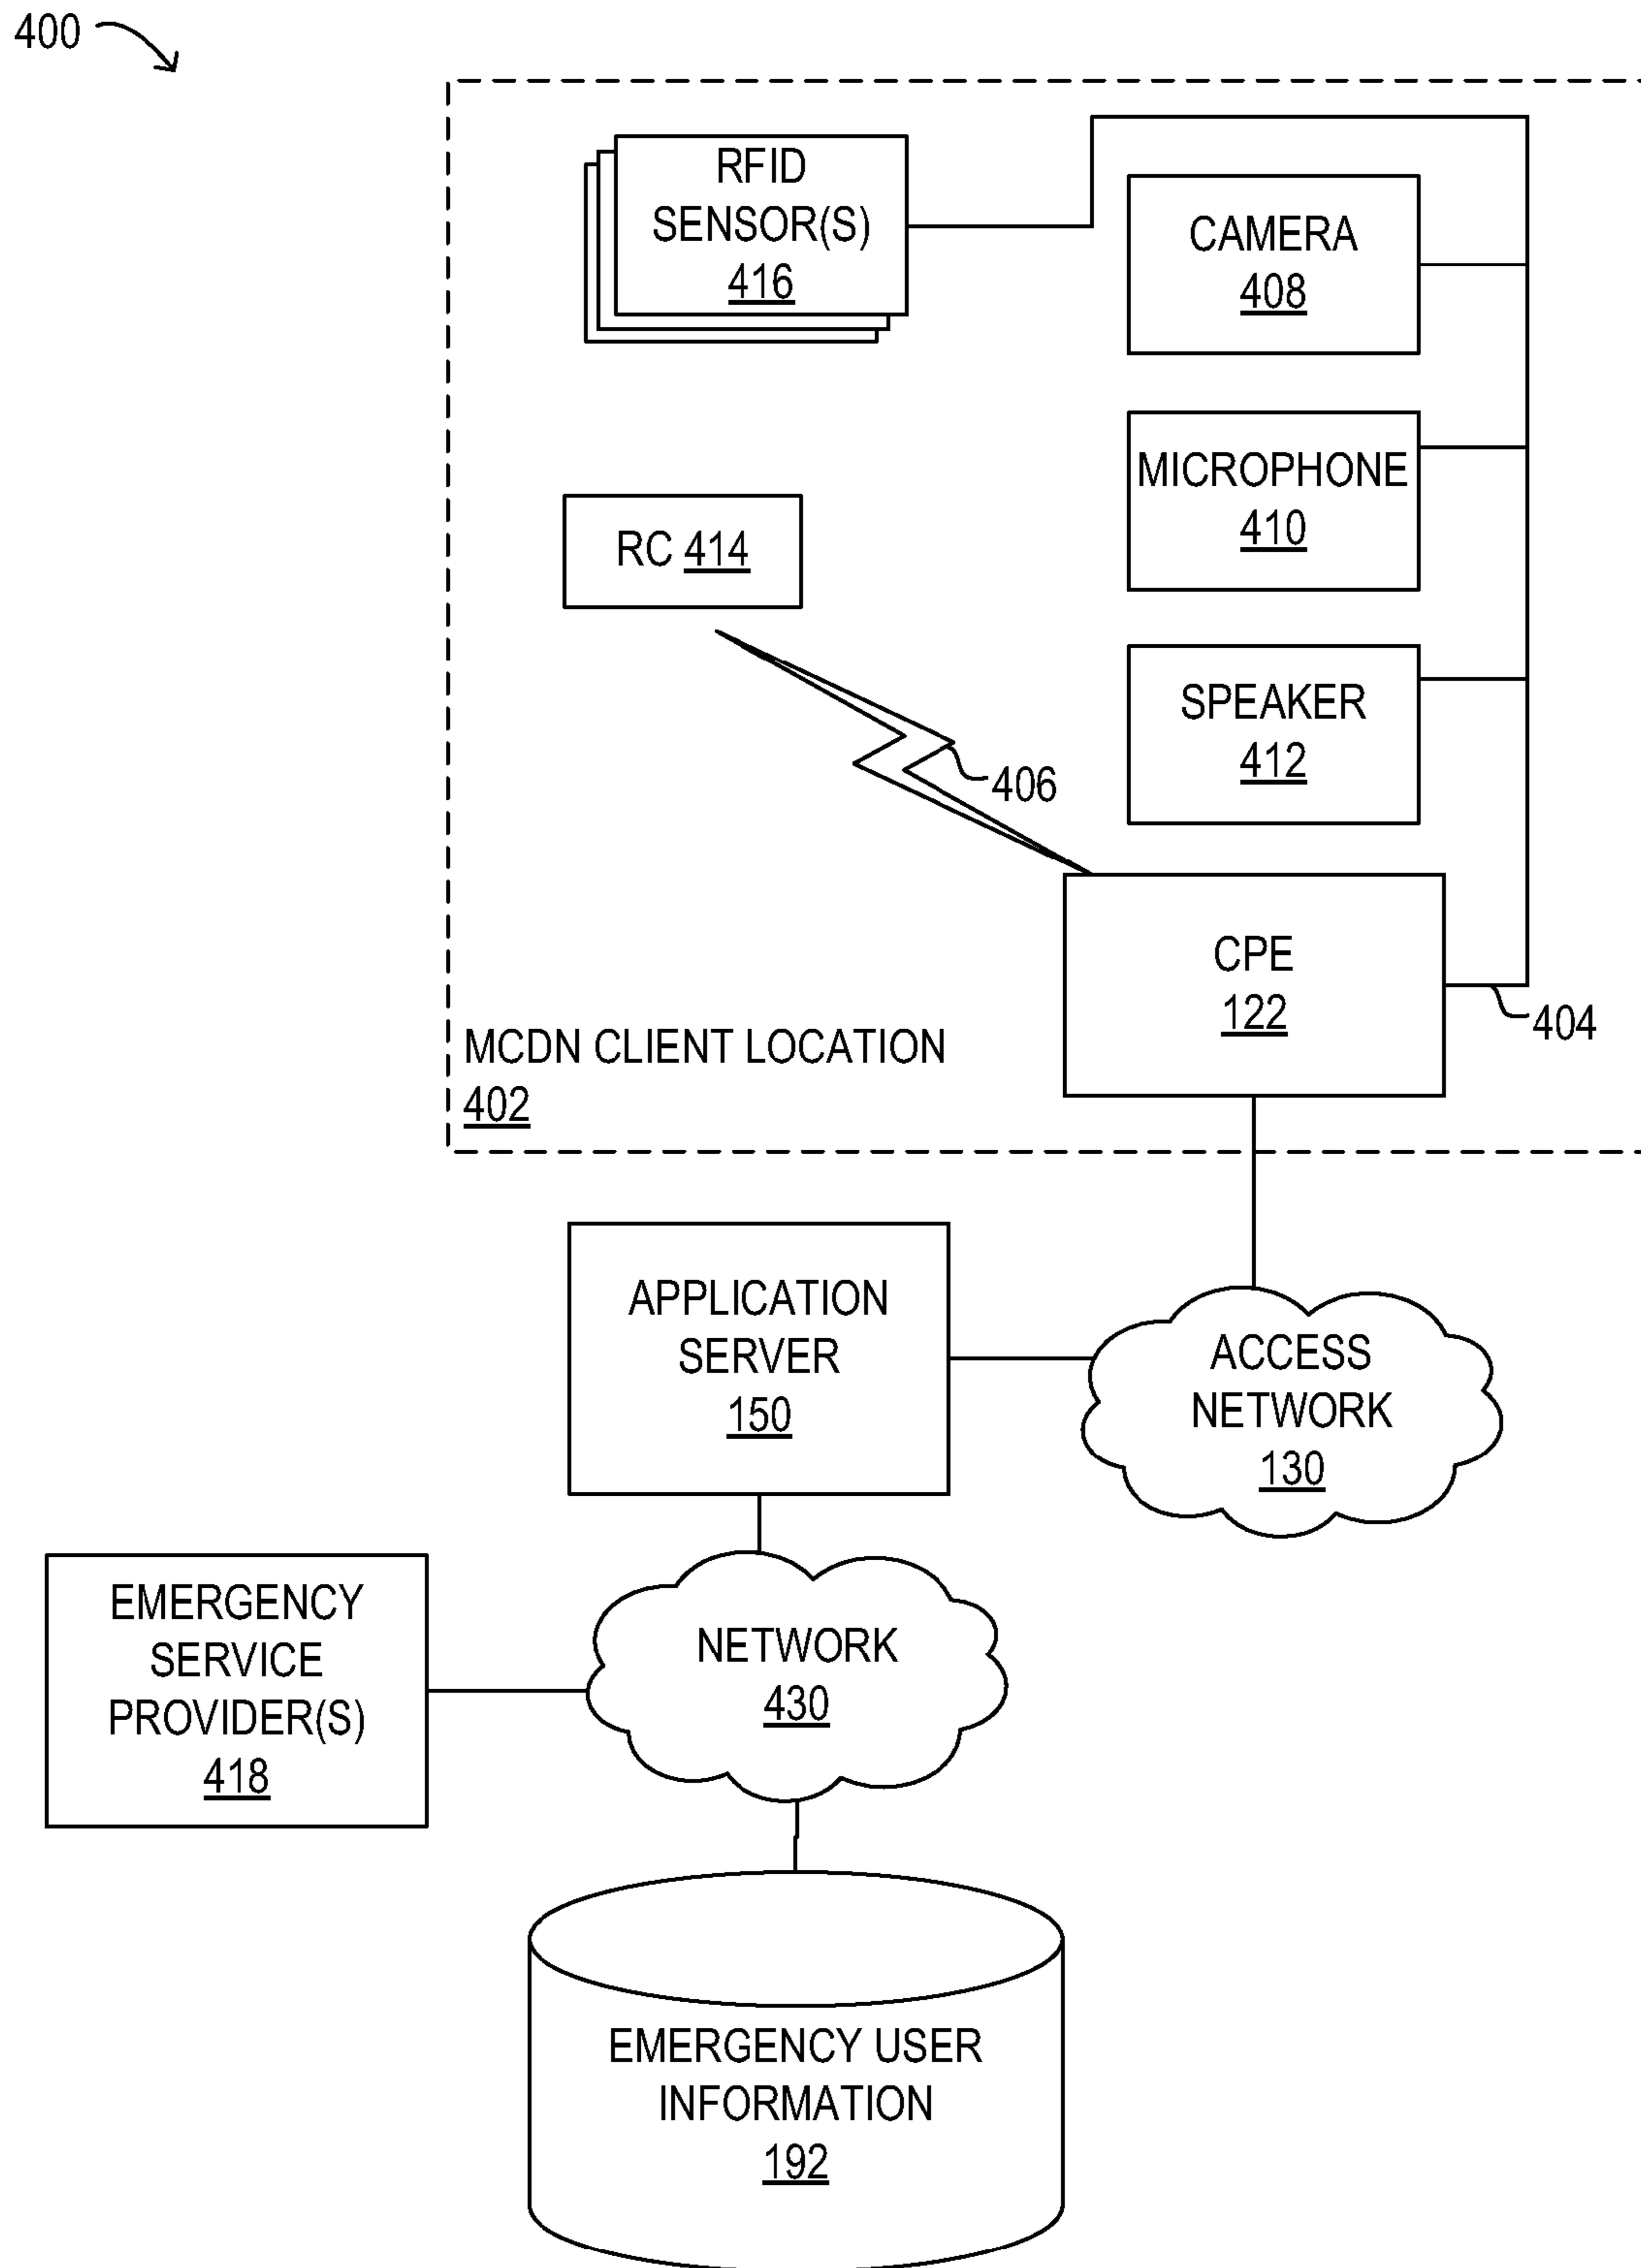 400
RFID
SENSOR(S)
416
CAMERA
408
MICROPHONE
410
RC 414
SPEAKER
412
406
CPE
122
404
MCDN CLIENT LOCATION
402
APPLICATION
SERVER
150
ACCESS
NETWORK
130
EMERGENCY
SERVICE
PROVIDER(S)
418
NETWORK
430
EMERGENCY USER
INFORMATION
192